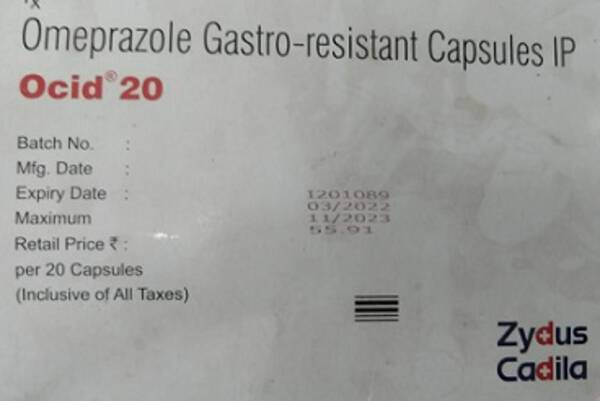 Rx
Omeprazole Gastro-resistant Capsules IP
Ocid® 20
Batch No. :
Mfg. Date :
Expiry Date :
Maximum
Retail Price ₹ :
per 20 Capsules
(Inclusive of All Taxes)
1201089
03/2022
11/2023
55.91
Zydus
Cadila